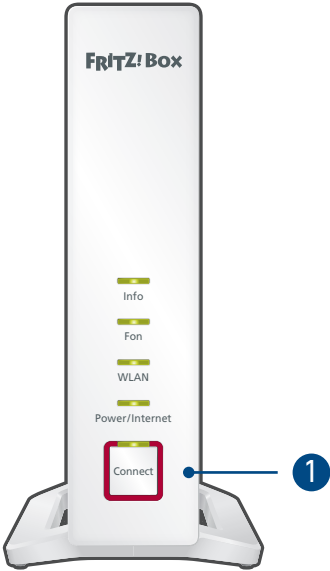 FRITZ! Box
Info
Fon
WLAN
Power/Internet
Connect
1